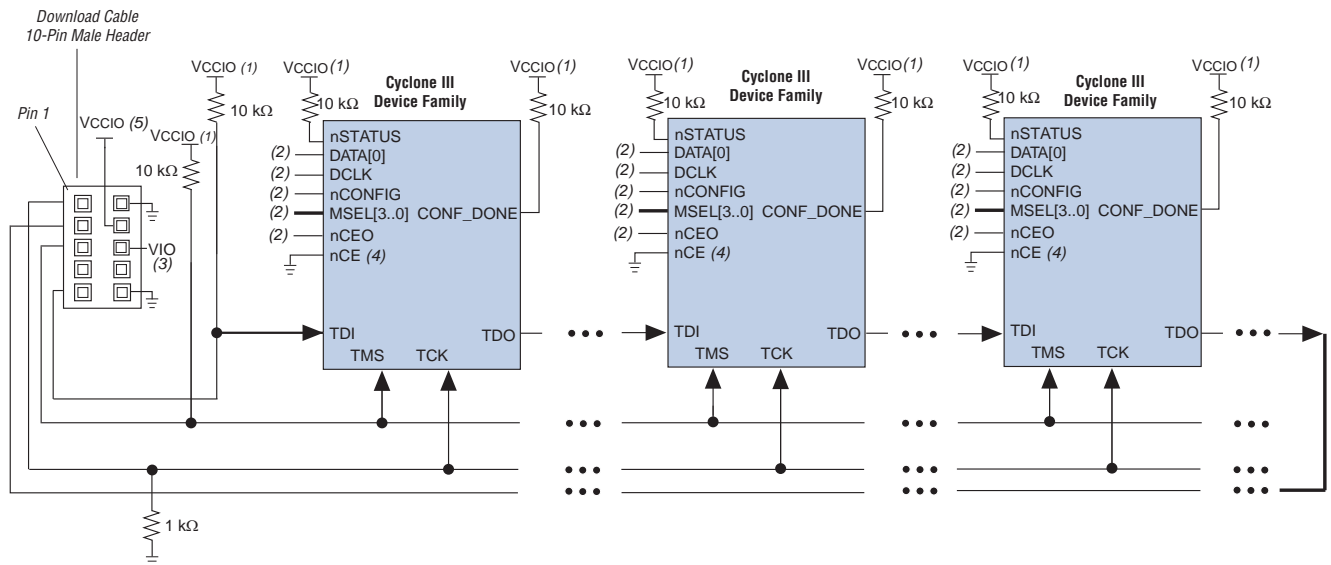 Download Cable
10-Pin Male Header
Pin 1
VCCIO (5)
VCCIO (1)
10 kΩ
VIO
(3)
VCCIO (1)
10 kΩ
VCCIO (1)
10 kΩ
Cyclone III
Device Family
VCCIO (1)
10 kΩ
nSTATUS
(2) DATA[0]
(2) DCLK
(2) nCONFIG
(2) MSEL[3..0] CONF_DONE
(2) nCEO
nCE (4)
TDI TDO
TMS TCK
VCCIO (1)
10 kΩ
Cyclone III
Device Family
VCCIO (1)
10 kΩ
nSTATUS
(2) DATA[0]
(2) DCLK
(2) nCONFIG
(2) MSEL[3..0] CONF_DONE
(2) nCEO
nCE (4)
TDI TDO
TMS TCK
VCCIO (1)
10 kΩ
Cyclone III
Device Family
VCCIO (1)
10 kΩ
nSTATUS
(2) DATA[0]
(2) DCLK
(2) nCONFIG
(2) MSEL[3..0] CONF_DONE
(2) nCEO
nCE (4)
TDI TDO
TMS TCK
1 kΩ